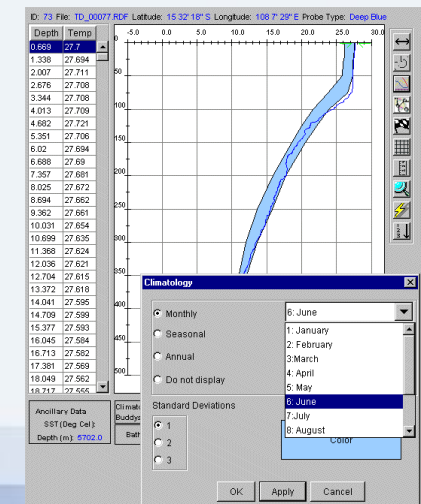 ID: 73 File: TD_00077.RDF Latitude: 15 32' 18" S Longitude: 108 7' 29" E Probe Type: Deep Blue
Depth Temp
-5.0 0.0 5.0 10.0 15.0 20.0 25.0 30.0
0
50
100
150
200
250
300
350
400
450
500
0.669 27.7
1.338 27.694
2.007 27.711
2.676 27.708
3.344 27.708
4.013 27.709
4.682 27.721
5.351 27.706
6.02 27.694
6.688 27.69
7.357 27.681
8.025 27.672
8.694 27.662
9.362 27.661
10.031 27.654
10.699 27.635
11.368 27.624
12.036 27.621
12.704 27.615
13.372 27.618
14.041 27.595
14.709 27.599
15.377 27.593
16.045 27.584
16.713 27.582
17.381 27.569
18.049 27.562
18.717 27.555
Ancillary Data
SST (Deg Cel):
Depth (m): 5702.0
Climato
Buddys
Bath
Climatology
Monthly
Seasonal
Annual
Do not display
6: June
1: January
2: February
3:March
4: April
5: May
6: June
7:July
8: August
Standard Deviations
1
2
3
Color
OK Apply Cancel